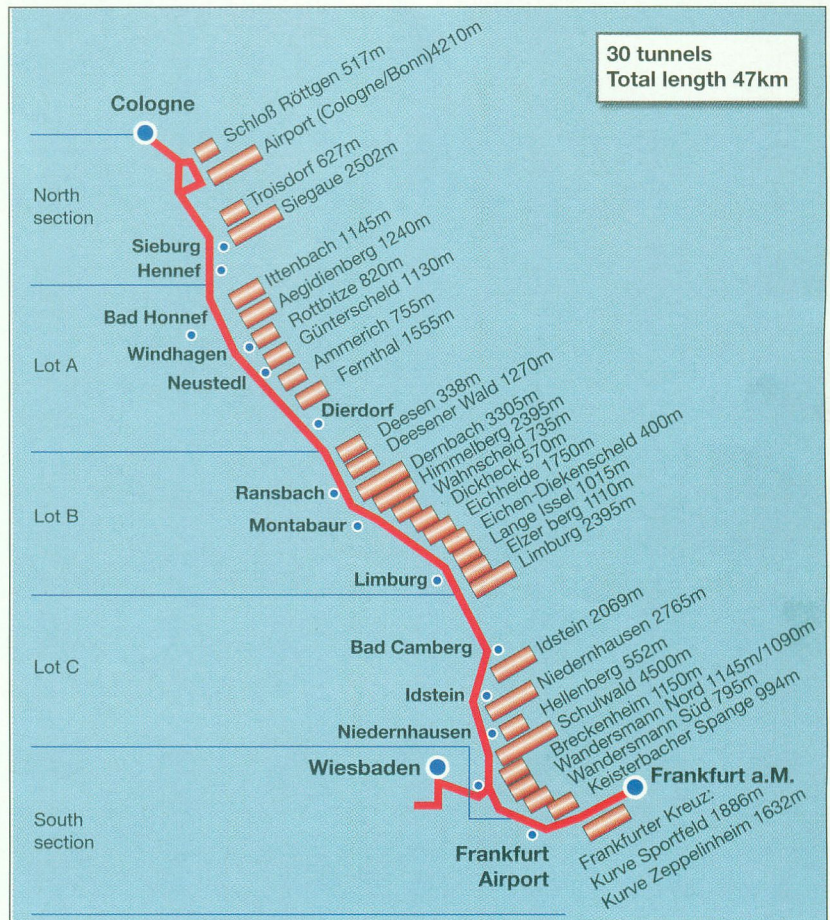 30 tunnels
Total length 47km
Cologne
Schloß Röttgen 517m
Airport (Cologne/Bonn)4210m
North
section
Troisdorf 627m
Siegaue 2502m
Sieburg
Hennef
Ittenbach 1145m
Aegidienberg 1240m
Rottbitze 820m
Günterscheid 1130m
Ammerich 755m
Fernthal 1555m
Bad Honnef
Lot A
Windhagen
Neustedl
Dierdorf
Deesen 338m
Deesener Wald 1270m
Dernbach 3305m
Himmelberg 2395m
Wahnscheid 735m
Dickheck 570m
Eichheide 1750m
Eichen-Diekenscheld 400m
Lange Issel 1015m
Elzer berg 1110m
Limburg 2395m
Ransbach
Lot B
Montabaur
Limburg
Bad Camberg
Lot C
Idstein 2069m
Niedernhausen 2765m
Hellenberg 552m
Schulwald 4500m
Breckenheim 1150m
Wandersmann Nord 1145m/1090m
Wandersmann Süd 795m
Keisterbacher Spange 994m
Idstein
Niedernhausen
Wiesbaden
Frankfurt a.M.
South
section
Frankfurt
Airport
Frankfurter Kreuz:
Kurve Sportfeld 1886m
Kurve Zeppelinheim 1632m